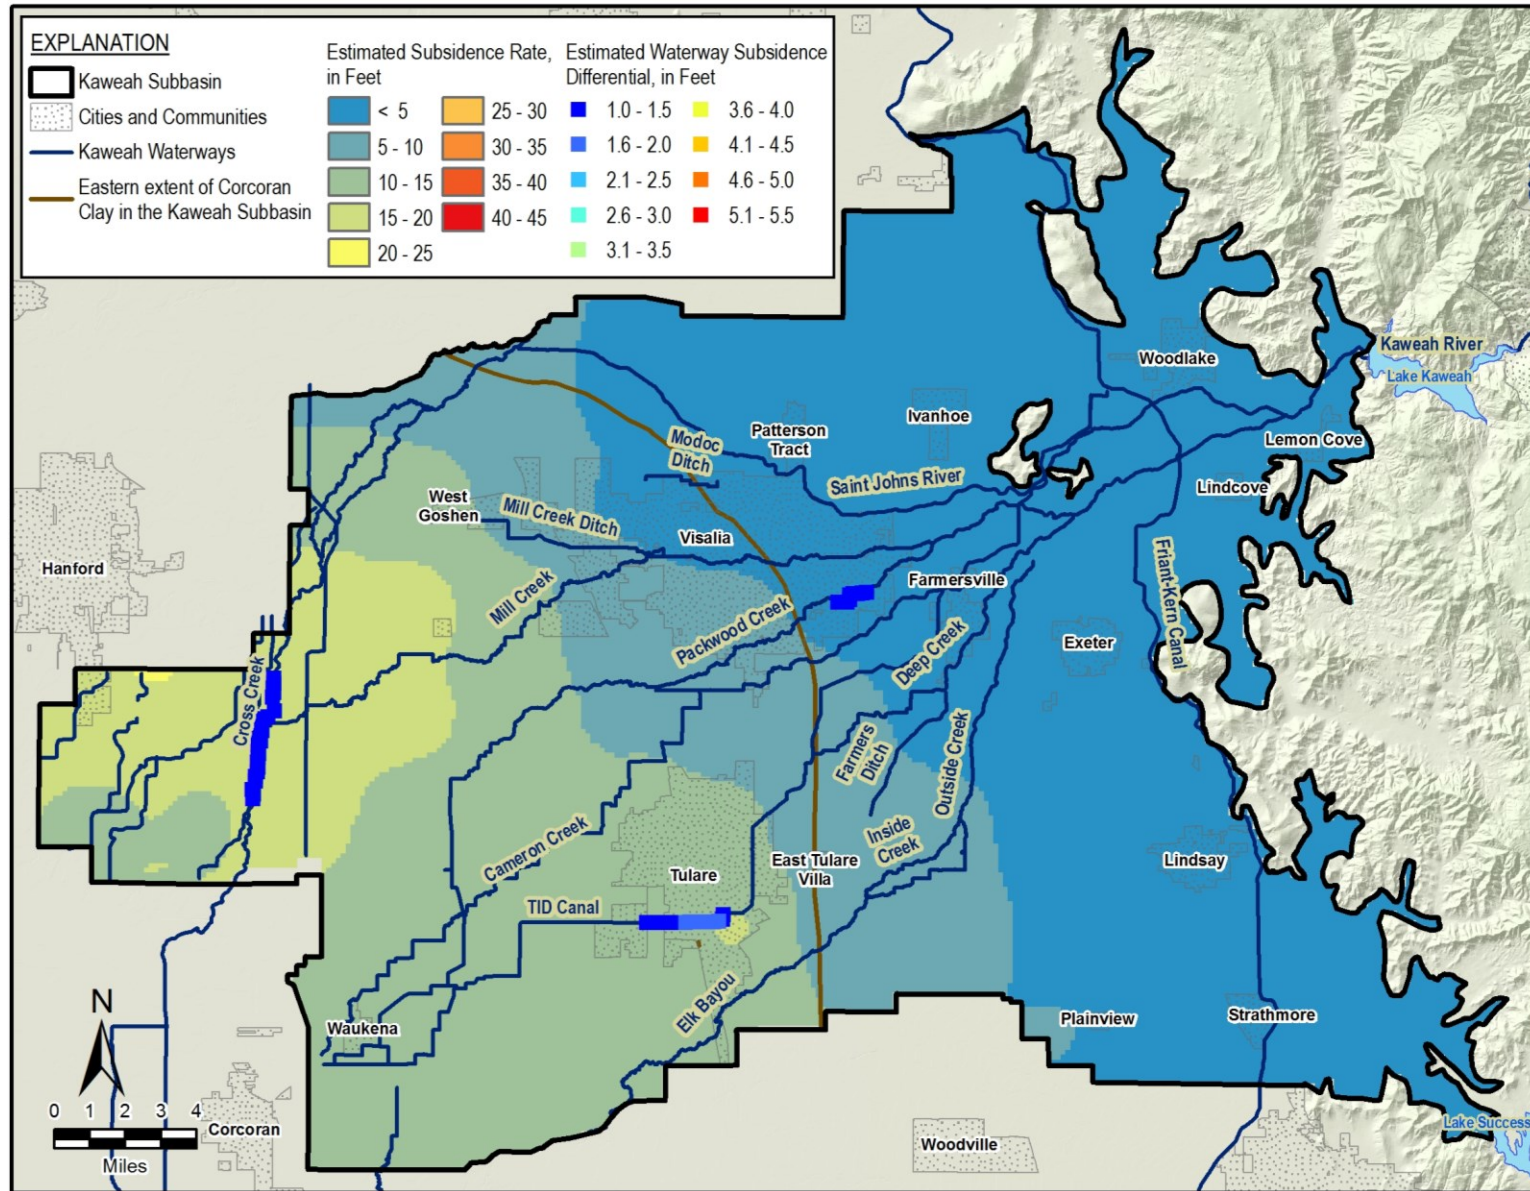 EXPLANATION
Kaweah Subbasin
Cities and Communities
Kaweah Waterways
Eastern extent of Corcoran
Clay in the Kaweah Subbasin
Estimated Subsidence Rate,
in Feet
< 5
5 - 10
10 - 15
15 - 20
20 - 25
25 - 30
30 - 35
35 - 40
40 - 45
Estimated Waterway Subsidence
Differential, in Feet
1.0 - 1.5
1.6 - 2.0
2.1 - 2.5
2.6 - 3.0
3.1 - 3.5
3.6 - 4.0
4.1 - 4.5
4.6 - 5.0
5.1 - 5.5
Woodlake
Kaweah River
Lake Kaweah
Ivanhoe
Patterson
Tract
Modoc
Ditch
Lemon Cove
Saint Johns River
Lindcove
West
Goshen
Mill Creek Ditch
Visalia
Hanford
Mill Creek
Farmersville
Friant-Kern Canal
Packwood Creek
Exeter
Deep Creek
Cross Creek
Farmers
Ditch
Outside Creek
Inside
Creek
Cameron Creek
East Tulare
Villa
Lindsay
Tulare
TID Canal
Elk Bayou
Waukena
Plainview
Strathmore
N
0 1 2 3 4
Miles
Corcoran
Woodville
Lake Success